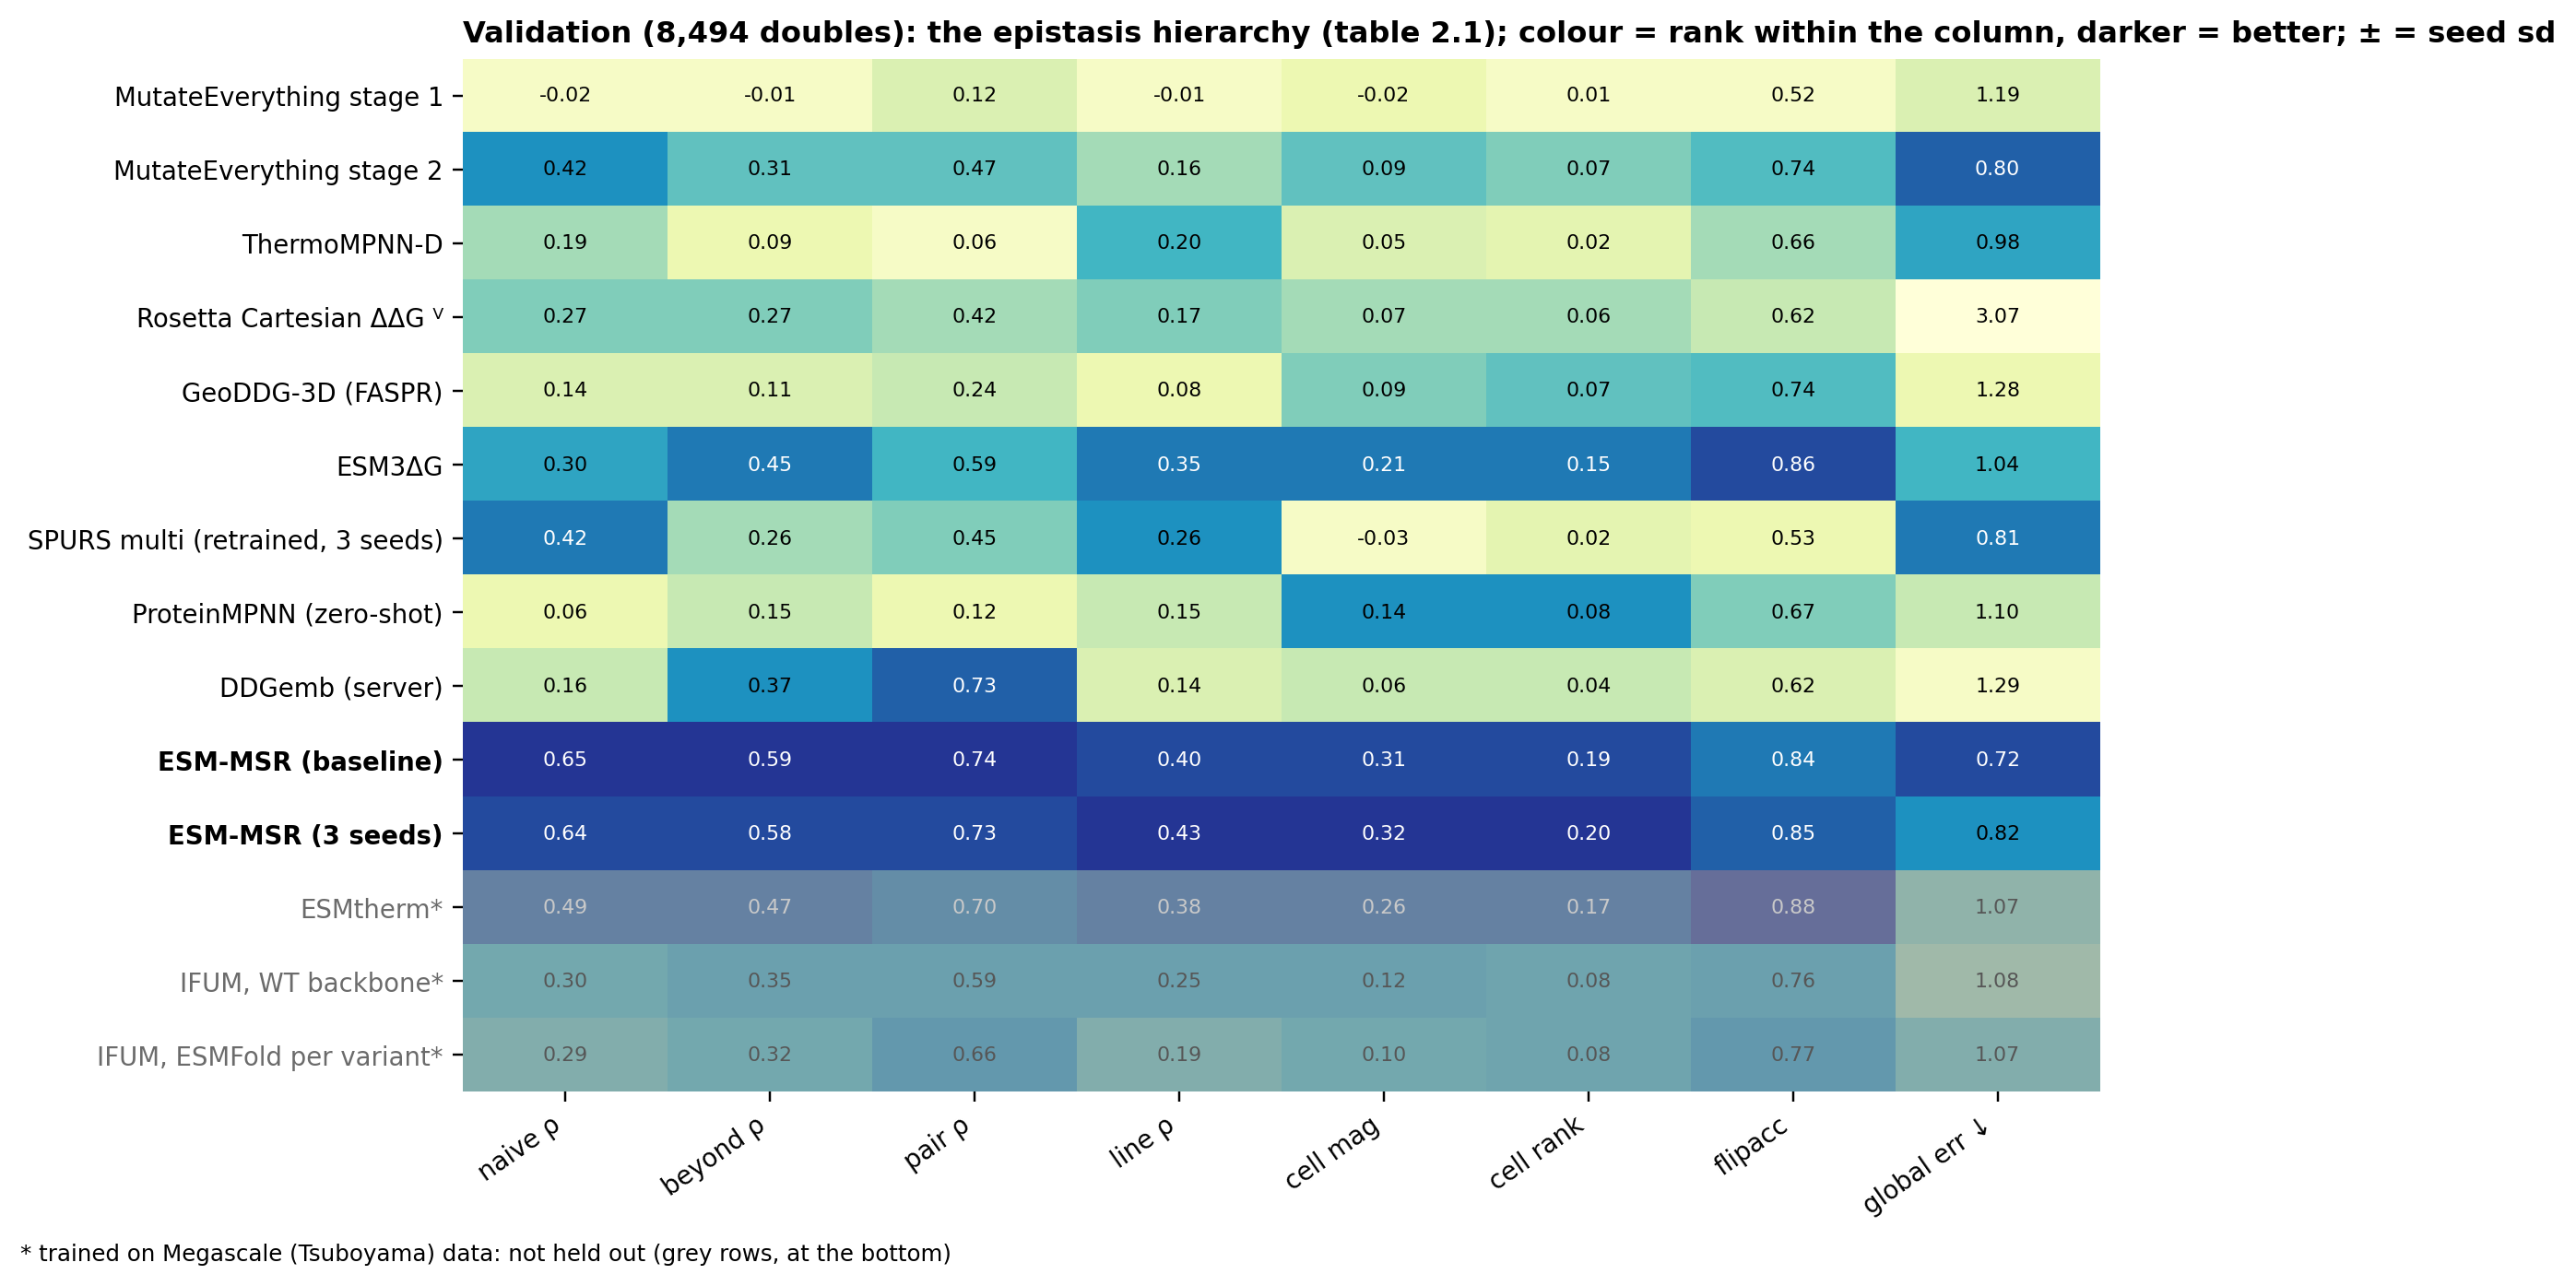 Validation (8,494 doubles): the epistasis hierarchy (table 2.1); colour = rank within the column, darker = better; ± = seed sd
MutateEverything stage 1 -0.02 -0.01 0.12 -0.01 -0.02 0.01 0.52 1.19
MutateEverything stage 2 0.42 0.31 0.47 0.16 0.09 0.07 0.74 0.80
ThermoMPNN-D 0.19 0.09 0.06 0.20 0.05 0.02 0.66 0.98
Rosetta Cartesian ΔΔG ⱽ 0.27 0.27 0.42 0.17 0.07 0.06 0.62 3.07
GeoDDG-3D (FASPR) 0.14 0.11 0.24 0.08 0.09 0.07 0.74 1.28
ESM3ΔG 0.30 0.45 0.59 0.35 0.21 0.15 0.86 1.04
SPURS multi (retrained, 3 seeds) 0.42 0.26 0.45 0.26 -0.03 0.02 0.53 0.81
ProteinMPNN (zero-shot) 0.06 0.15 0.12 0.15 0.14 0.08 0.67 1.10
DDGemb (server) 0.16 0.37 0.73 0.14 0.06 0.04 0.62 1.29
ESM-MSR (baseline) 0.65 0.59 0.74 0.40 0.31 0.19 0.84 0.72
ESM-MSR (3 seeds) 0.64 0.58 0.73 0.43 0.32 0.20 0.85 0.82
ESMtherm* 0.49 0.47 0.70 0.38 0.26 0.17 0.88 1.07
IFUM, WT backbone* 0.30 0.35 0.59 0.25 0.12 0.08 0.76 1.08
IFUM, ESMFold per variant* 0.29 0.32 0.66 0.19 0.10 0.08 0.77 1.07
naive ρ beyond ρ pair ρ line ρ cell mag cell rank flipacc global err ↓
* trained on Megascale (Tsuboyama) data: not held out (grey rows, at the bottom)